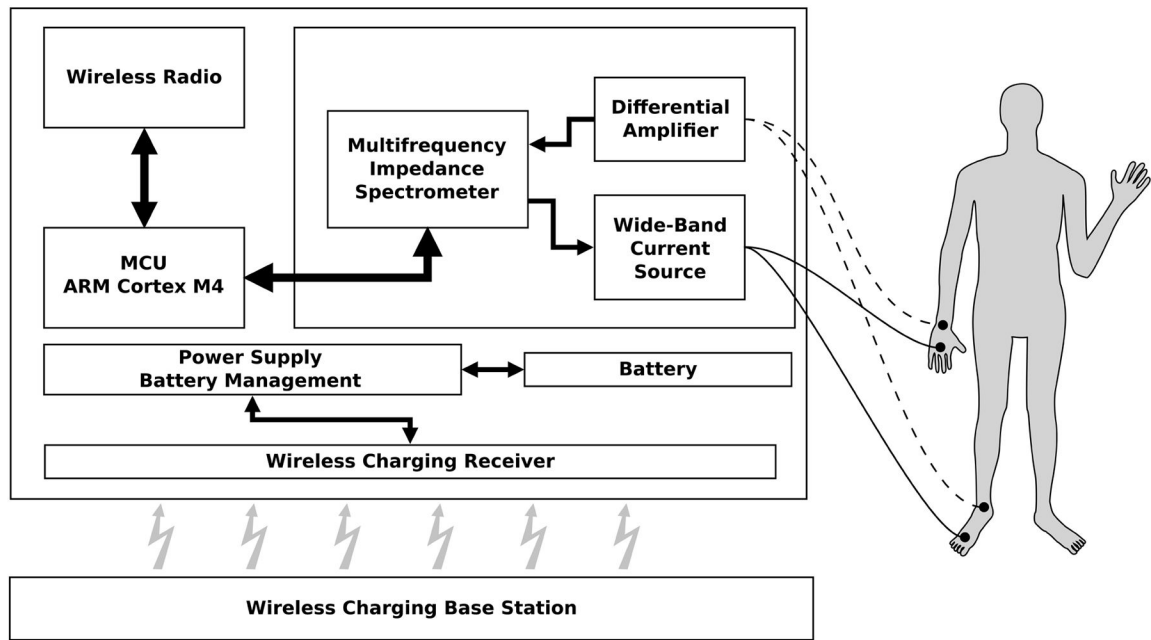 Wireless Radio
Differential
Amplifier
Multifrequency
Impedance
Spectrometer
Wide-Band
Current
Source
MCU
ARM Cortex M4
Power Supply
Battery Management
Battery
Wireless Charging Receiver
Wireless Charging Base Station